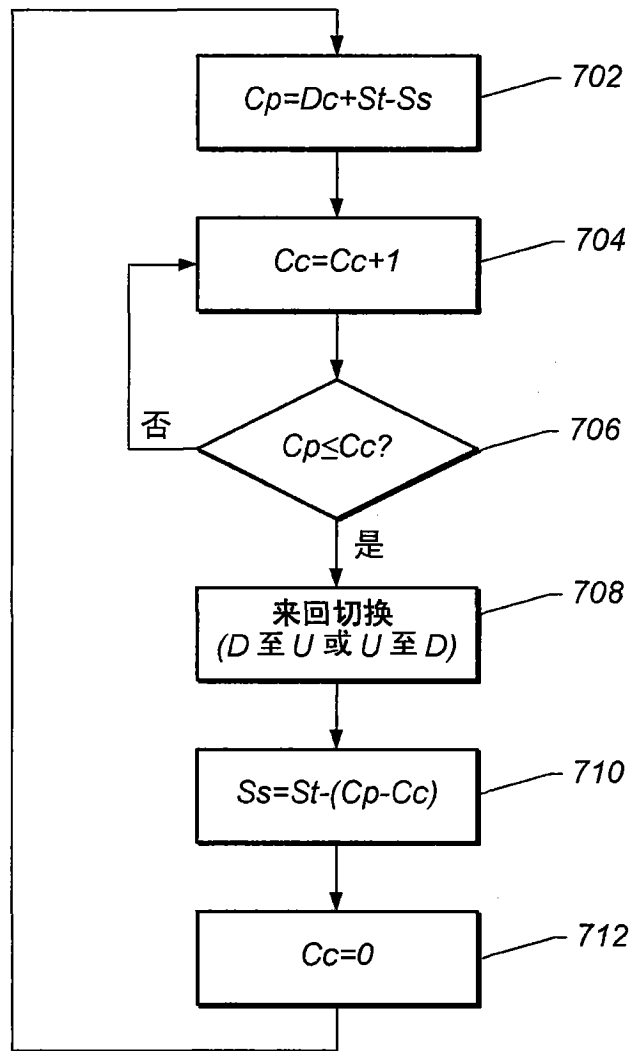 Cp=Dc+St-Ss
702
Cc=Cc+1
704
Cp≤Cc?
706
否
是
来回切换
(D 至 U 或 U 至 D)
708
Ss=St-(Cp-Cc)
710
Cc=0
712